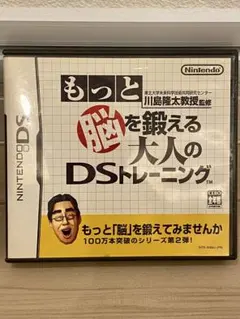 Nintendo
東北大学未来科学技術共同研究センター
川島隆太教授監修
もっと
脳を鍛える
大人の
DSトレーニング
TM
NINTENDO DS
もっと「脳」を鍛えてみませんか
100万本突破のシリーズ第2弾!